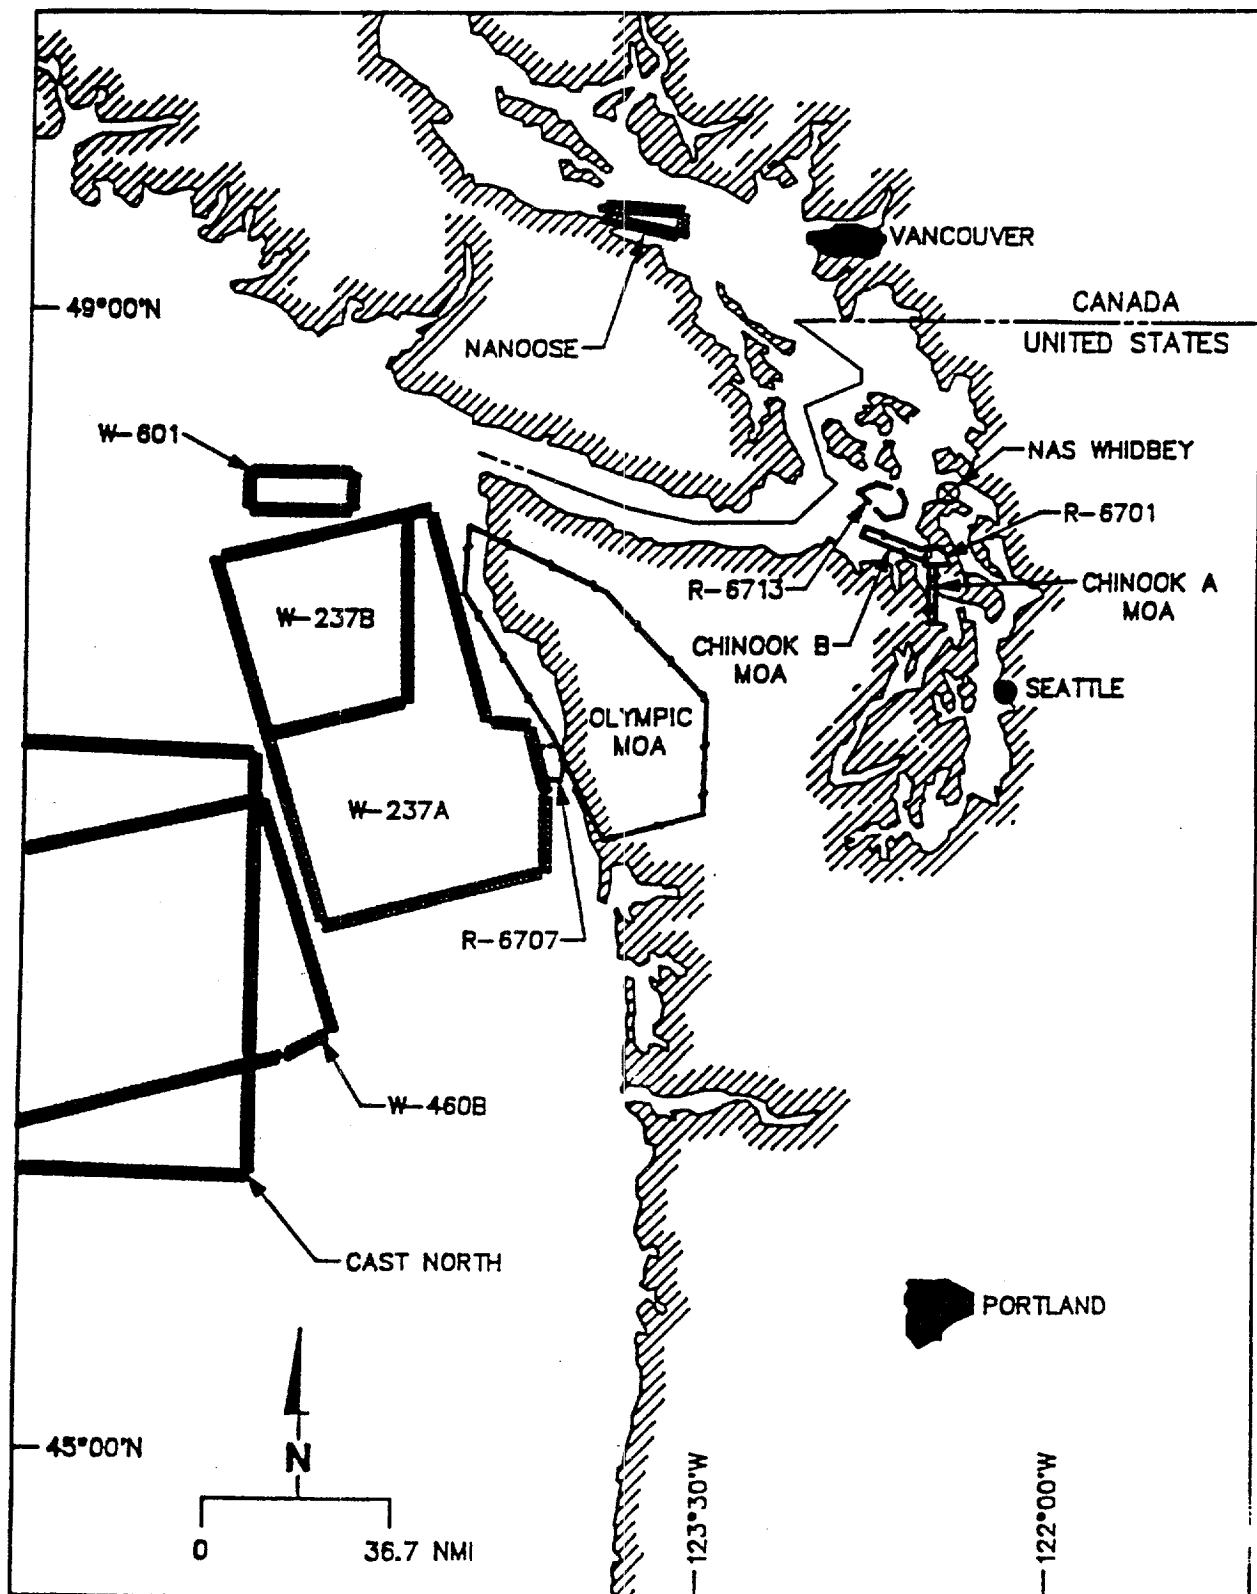 VANCOUVER
49°00'N
CANADA
UNITED STATES
NANOOSE
W-601
NAS WHIDBEY
R-6701
R-6713
CHINOOK A
MOA
CHINOOK B
MOA
W-237B
SEATTLE
OLYMPIC
MOA
W-237A
R-6707
W-460B
CAST NORTH
PORTLAND
45°00'N
N
0
36.7 NMI
123°30'W
122°00'W